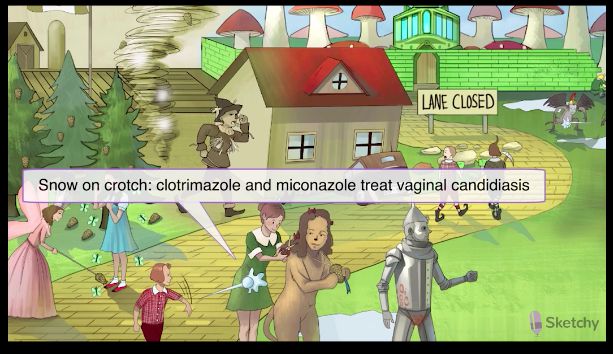 LANE CLOSED
Snow on crotch: clotrimazole and miconazole treat vaginal candidiasis
Sketchy